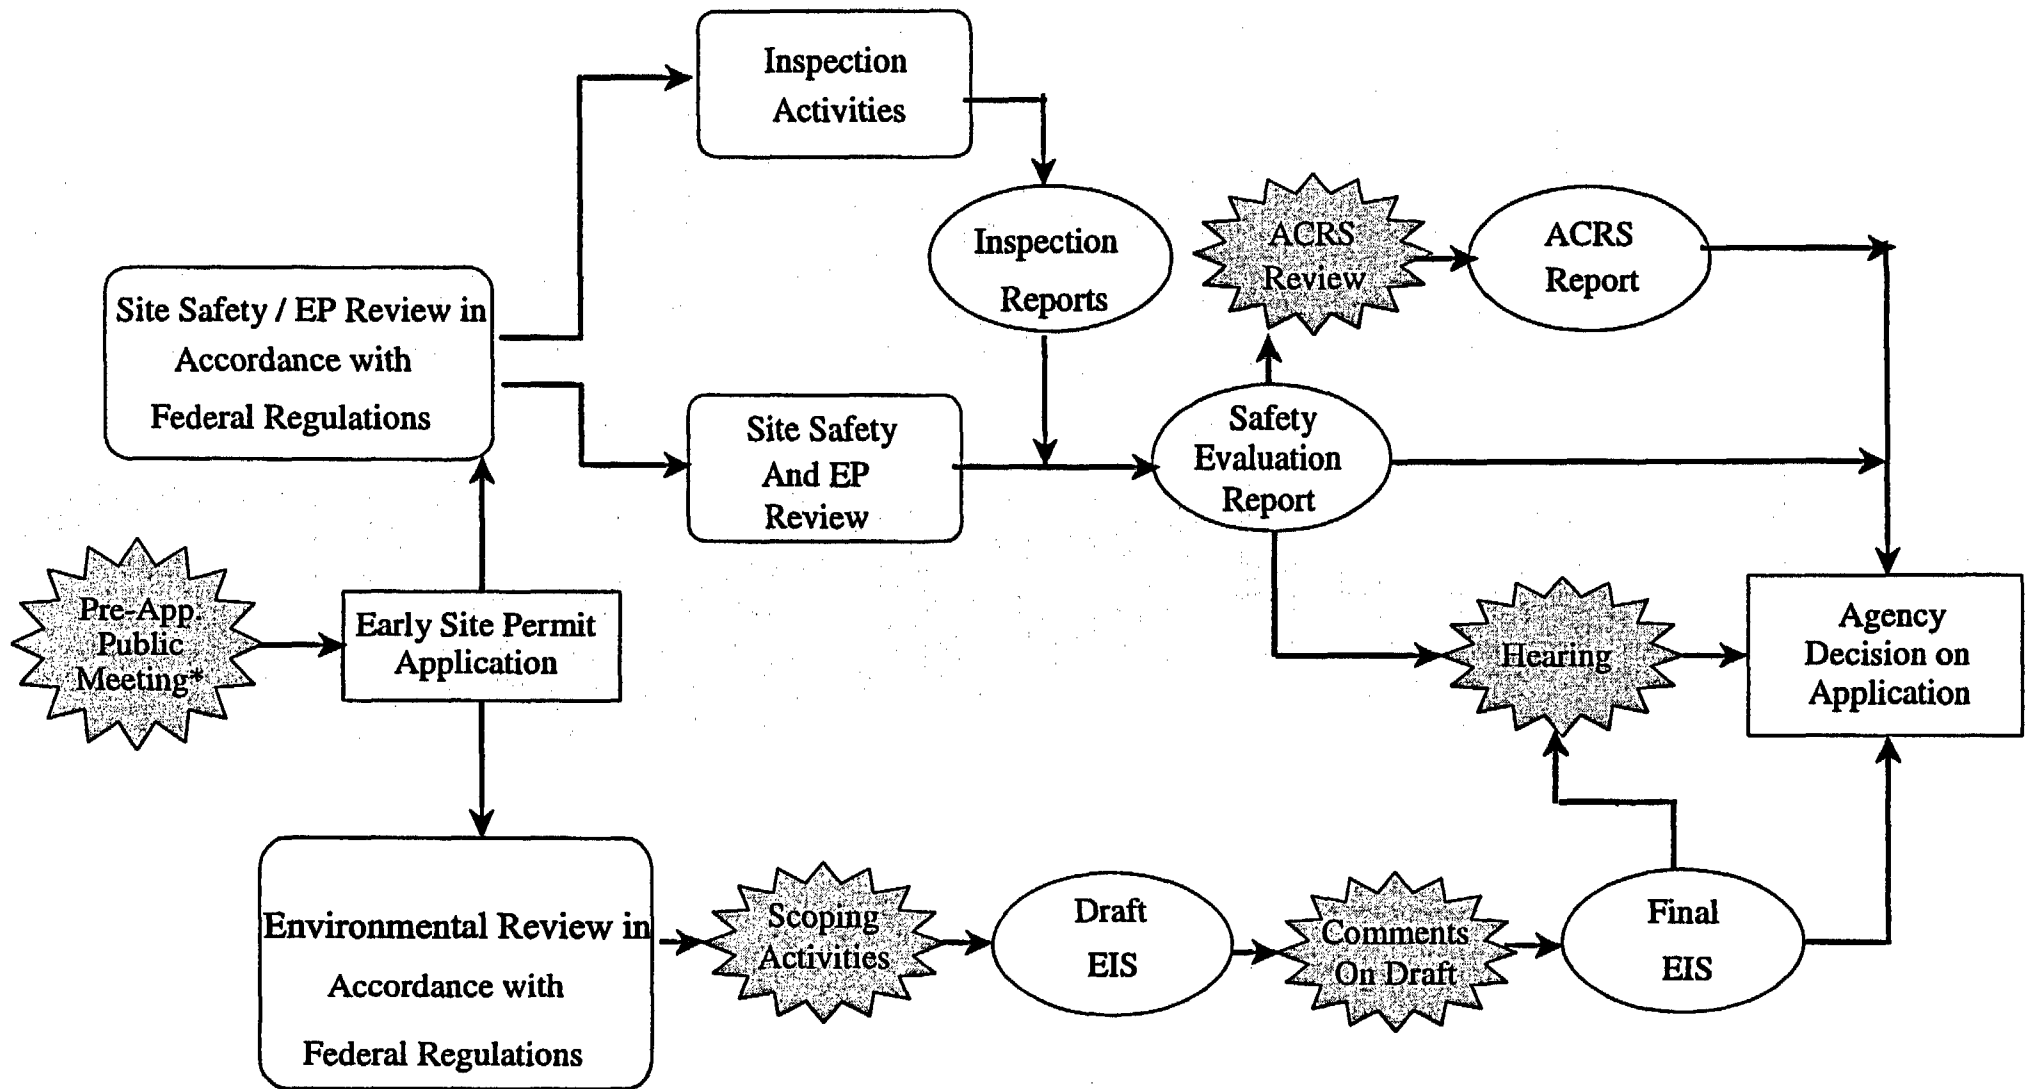 Inspection
Activities
Inspection
Reports
ACRS
Review
ACRS
Report
Site Safety / EP Review in
Accordance with
Federal Regulations
Site Safety
And EP
Review
Safety
Evaluation
Report
Pre-App.
Public
Meeting*
Early Site Permit
Application
Hearing
Agency
Decision on
Application
Environmental Review in
Accordance with
Federal Regulations
Scoping
Activities
Draft
EIS
Comments
On Draft
Final
EIS